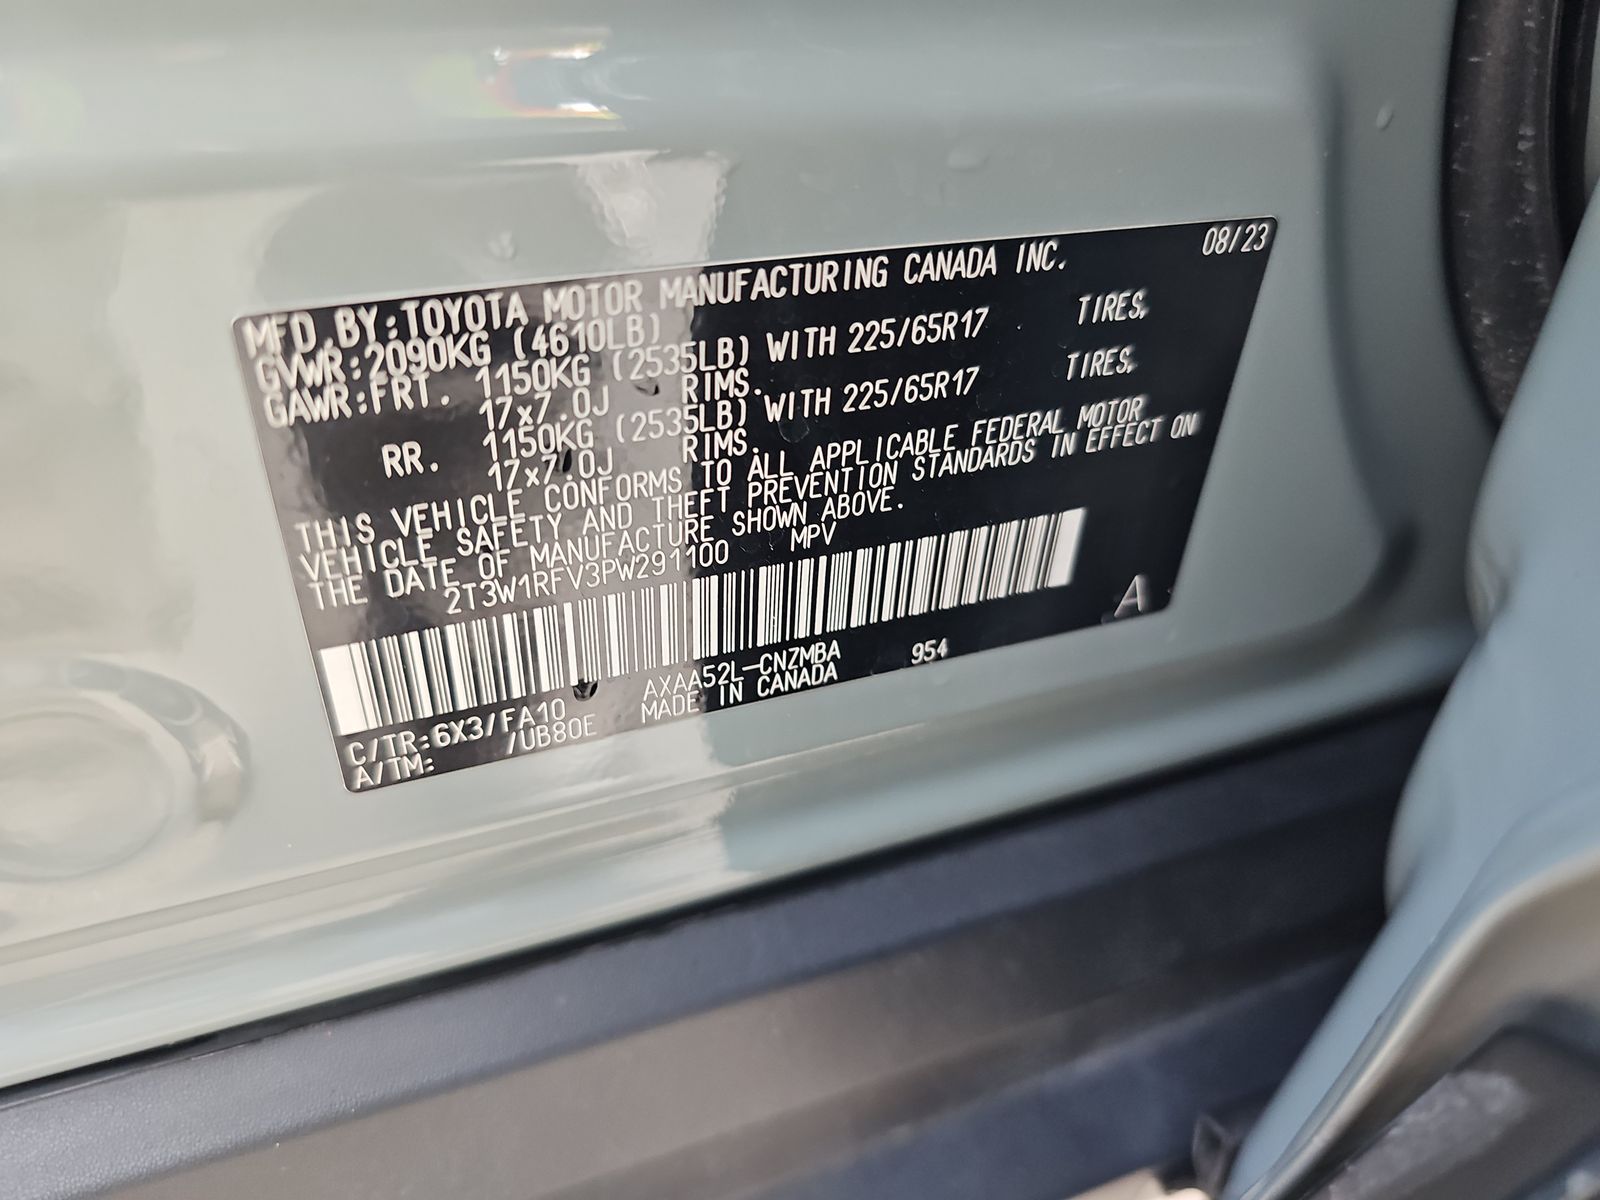 MFD.BY:TOYOTA MOTOR MANUFACTURING CANADA INC. 08/23
GVWR:2090KG (4610LB)
GAWR:FRT. 1150KG (2535LB) WITH 225/65R17 TIRES,
17x7.0J RIMS.
RR. 1150KG (2535LB) WITH 225/65R17 TIRES,
17x7.0J RIMS.
THIS VEHICLE CONFORMS TO ALL APPLICABLE FEDERAL MOTOR
VEHICLE SAFETY AND THEFT PREVENTION STANDARDS IN EFFECT ON
THE DATE OF MANUFACTURE SHOWN ABOVE.
2T3W1RFV3PW291100 MPV
A
C/TR:6X3/FA10 AXAA52L-CNZMBA 954
A/TM: /UB80E MADE IN CANADA